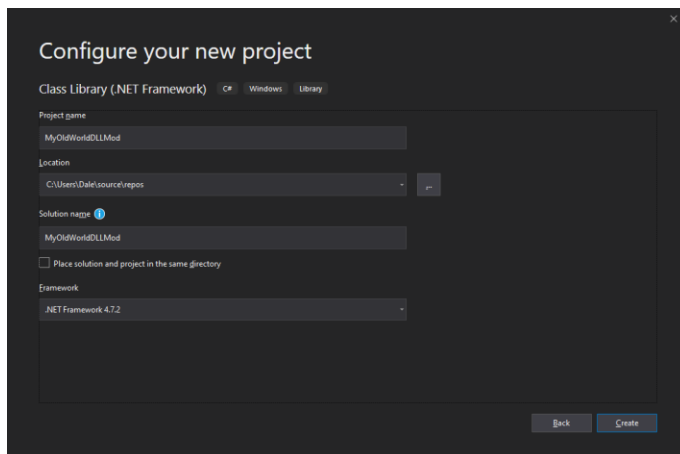 Configure your new project
Class Library (.NET Framework) C# Windows Library
Project name
MyOldWorldDLLMod
Location
C:\Users\Dale\source\repos
Solution name
MyOldWorldDLLMod
Place solution and project in the same directory
Framework
.NET Framework 4.7.2
Back Create